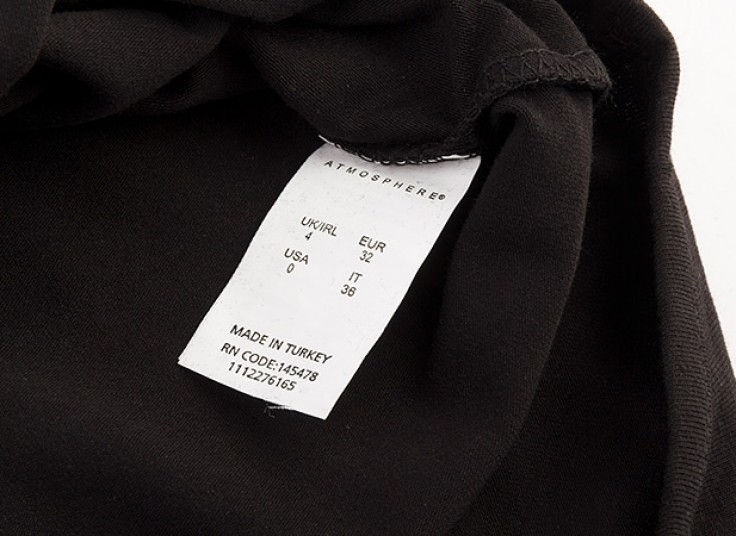 ATMOSPHERE®
UK/IRL EUR
4 32
USA IT
0 36
MADE IN TURKEY
RN CODE:145478
1112276165